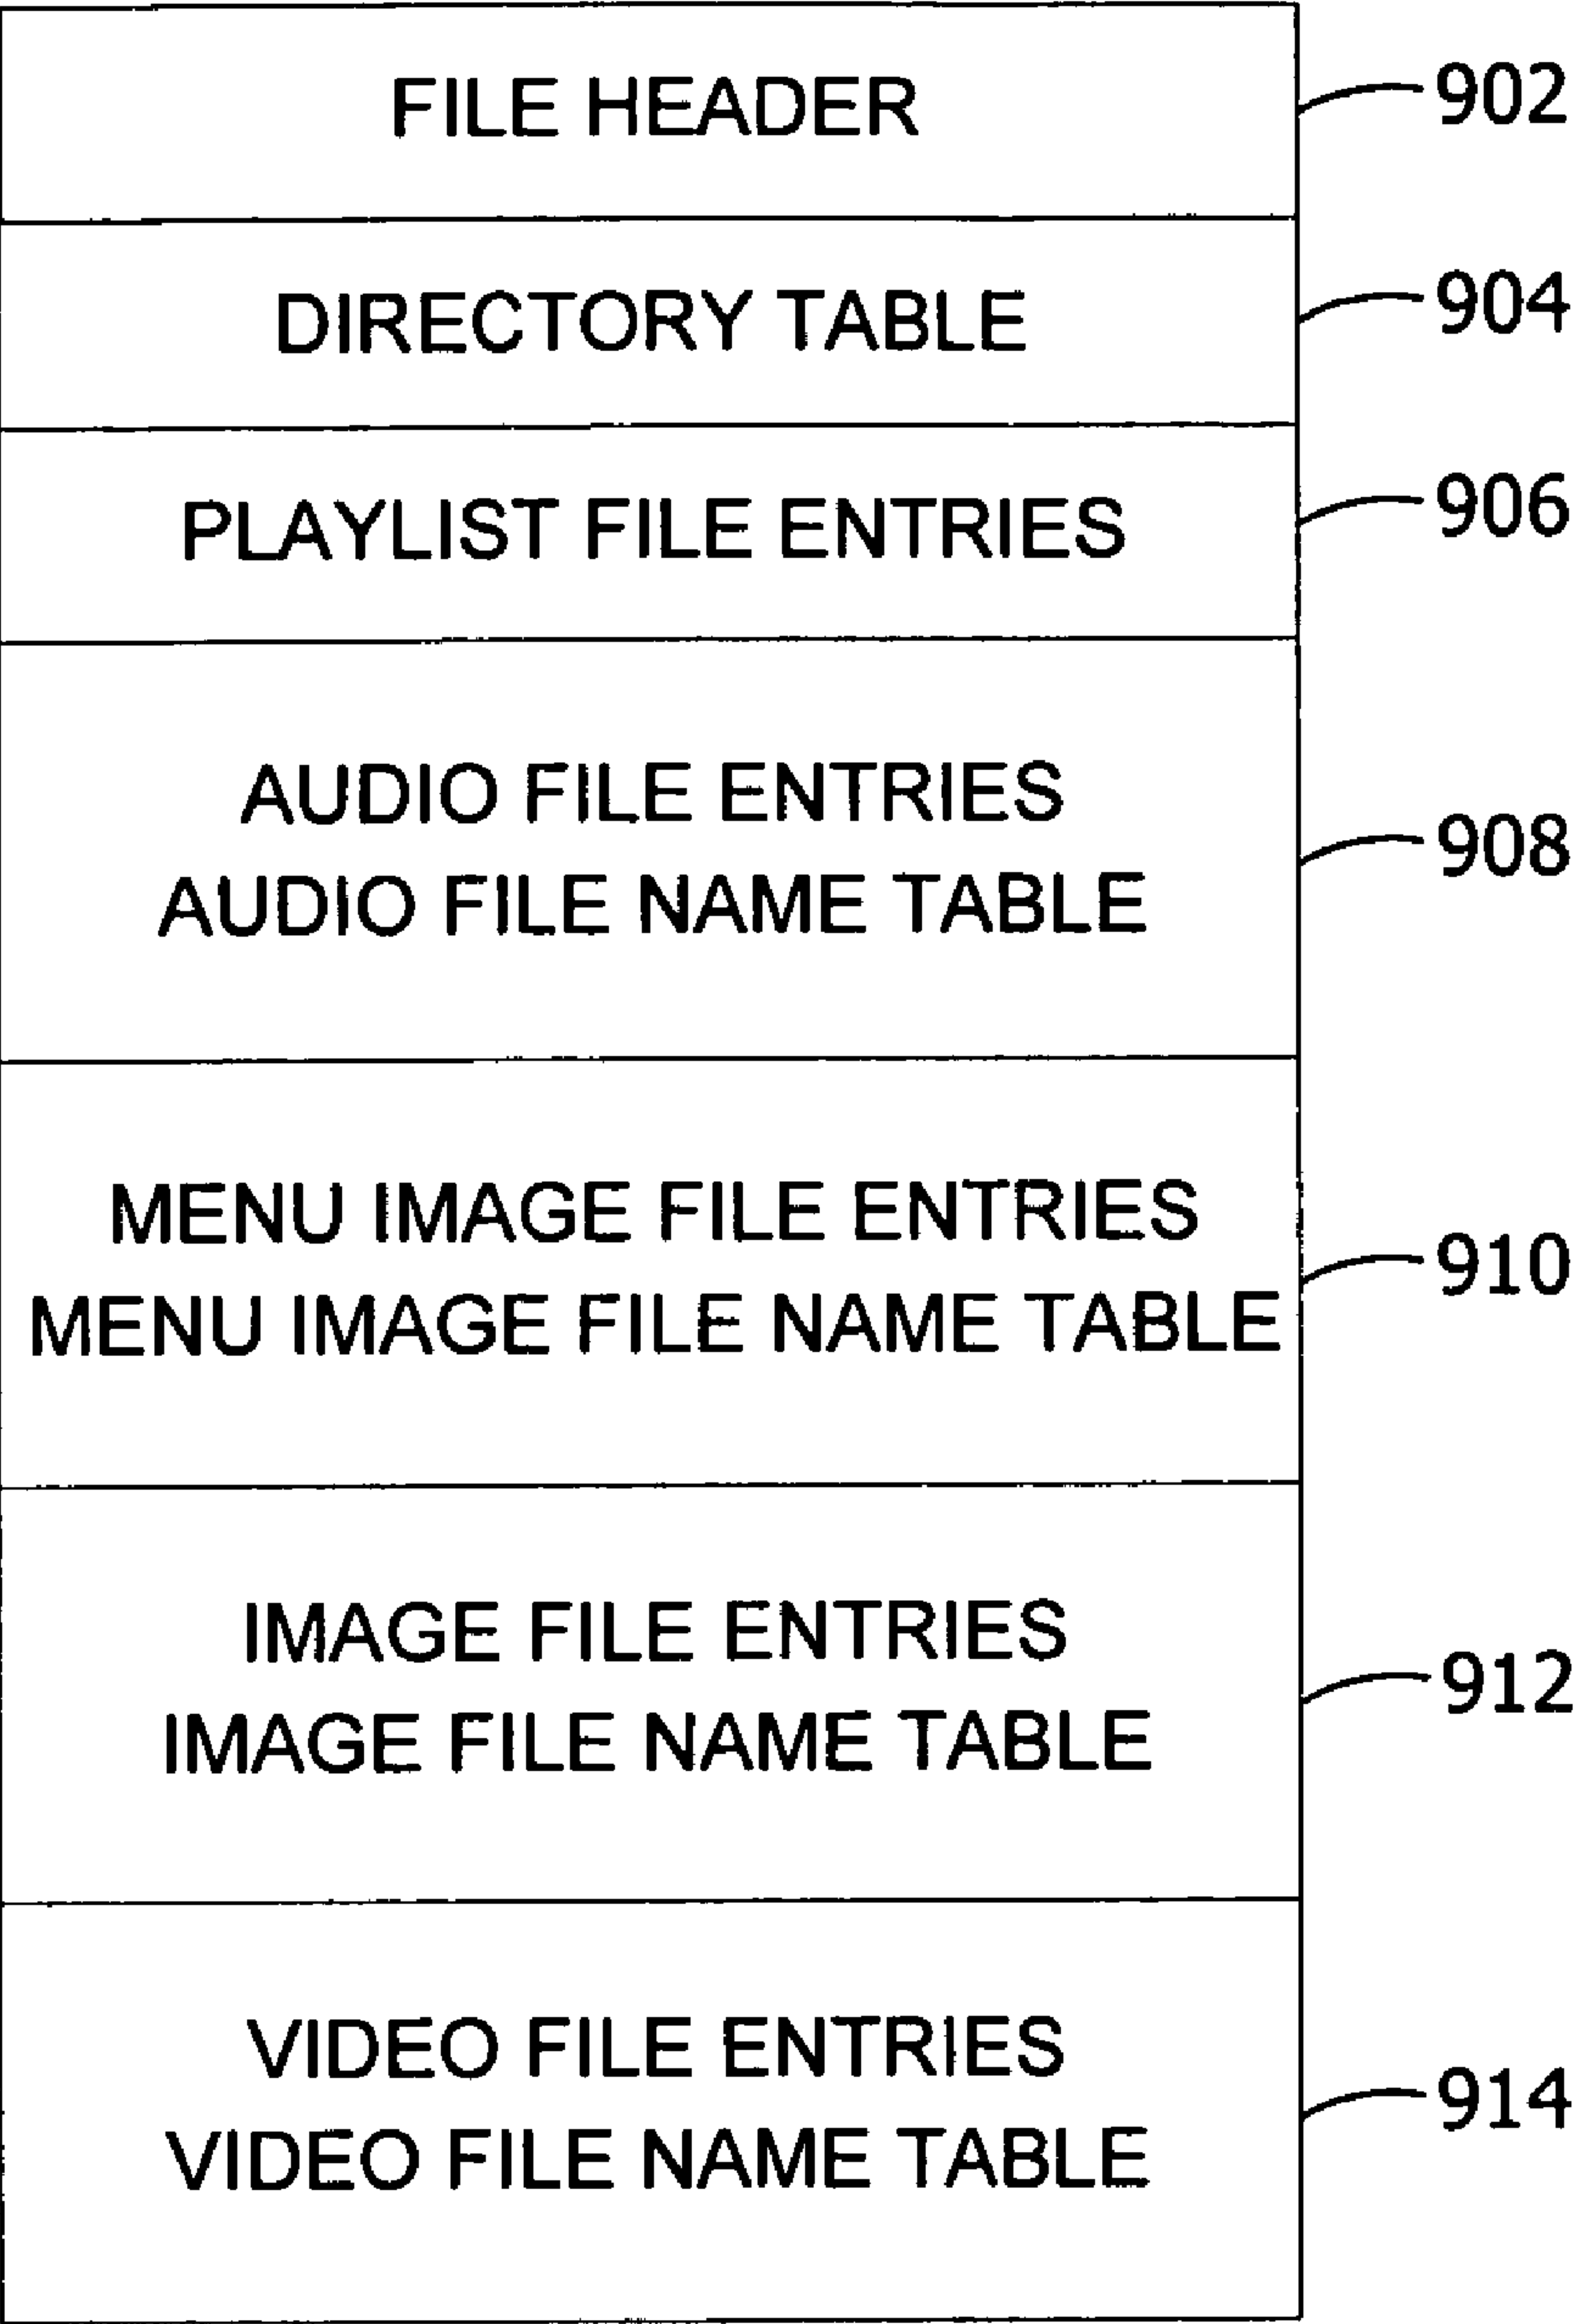 FILE HEADER 902
DIRECTORY TABLE 904
PLAYLIST FILE ENTRIES 906
AUDIO FILE ENTRIES
AUDIO FILE NAME TABLE
908
MENU IMAGE FILE ENTRIES
MENU IMAGE FILE NAME TABLE
910
IMAGE FILE ENTRIES
IMAGE FILE NAME TABLE
912
VIDEO FILE ENTRIES
VIDEO FILE NAME TABLE
914